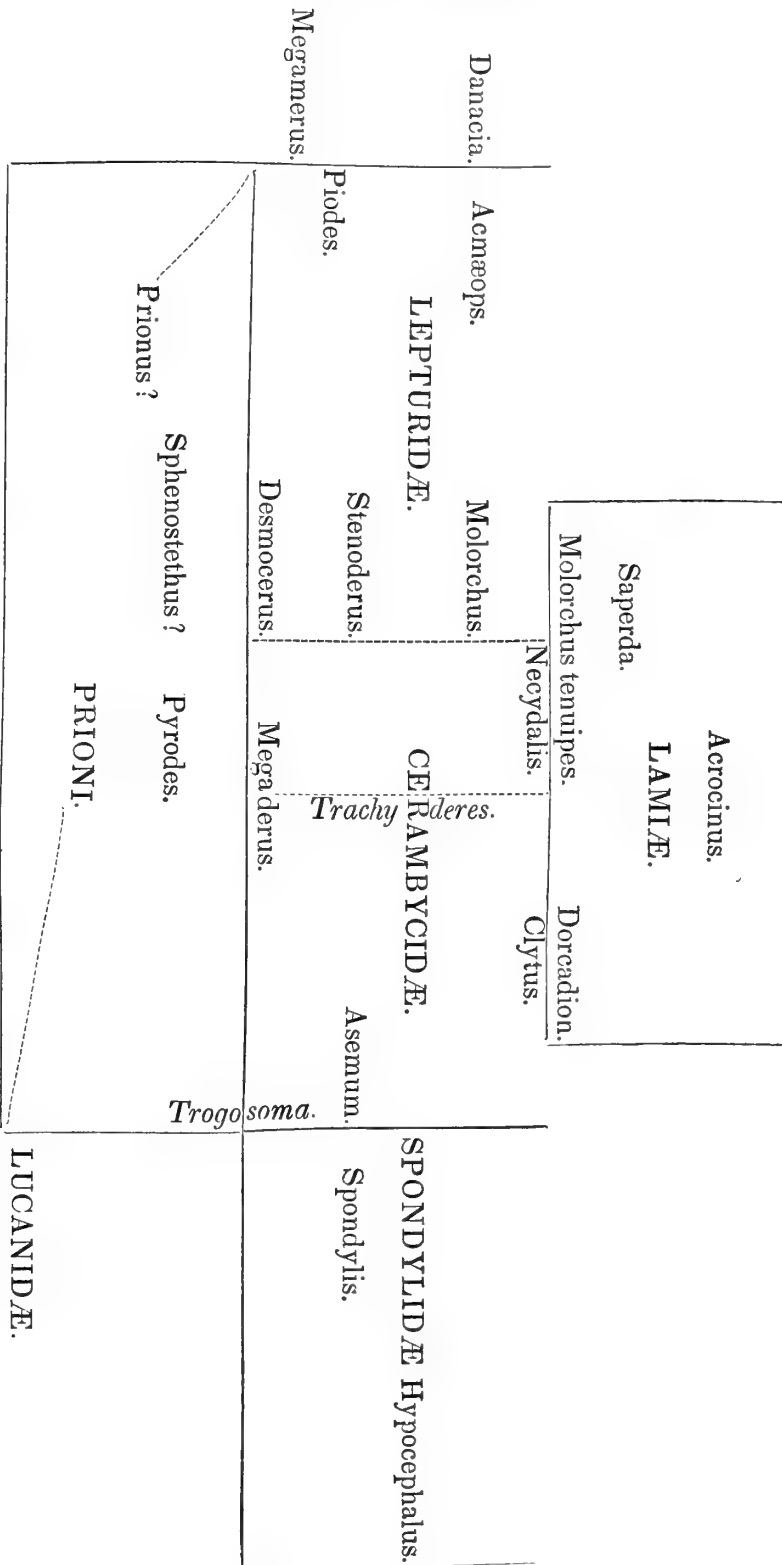 Acrocinus.
LAMIÆ.
Saperda.
Molorchus tenuipes. Dorcadion.
Necydalis. Clytus.
Danacia. Acmæops. Molorchus.
LEPTURIDÆ. CERAMBYCIDÆ. SPONDYLIDÆ Hypocephalus.
Trachyderes.
Piodes. Stenoderus. Asemum. Spondylis.
Megamerus.
Desmocerus. Megaderus.
Trogosoma.
Sphenostethus? Pyrodes.
Prionus?
PRIONI.
LUCANIDÆ.